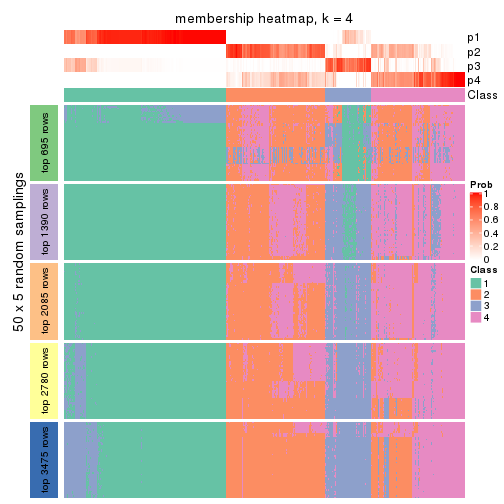 membership heatmap, k = 4
p1
p2
p3
p4
Class
50 x 5 random samplings
top 695 rows
top 1390 rows
top 2085 rows
top 2780 rows
top 3475 rows
Prob
1
0.8
0.6
0.4
0.2
0
Class
1
2
3
4